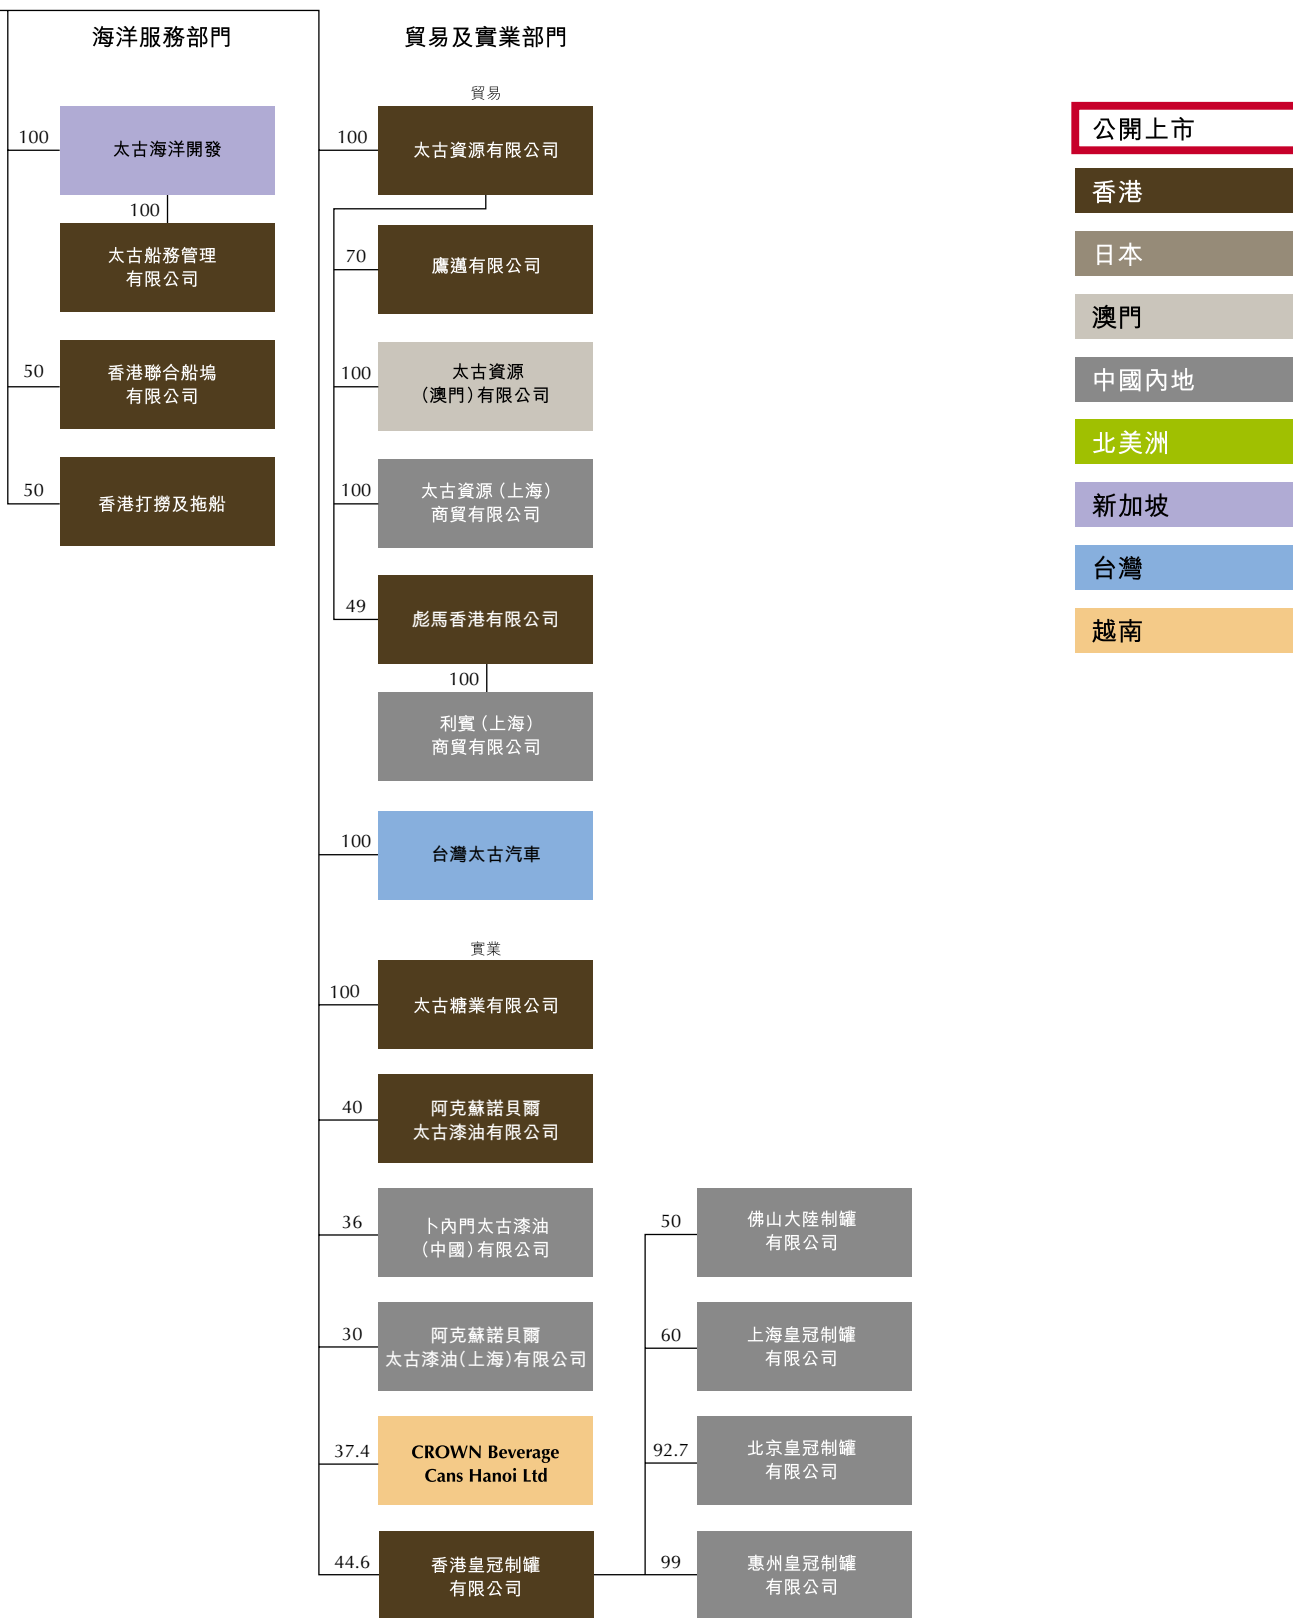 海洋服務部門
100
太古海洋開發
100
太古船務管理
有限公司
50
香港聯合船塢
有限公司
50
香港打撈及拖船
貿易及實業部門
貿易
100
太古資源有限公司
70
鷹邁有限公司
100
太古資源
(澳門)有限公司
100
太古資源(上海)
商貿有限公司
49
彪馬香港有限公司
100
利賓(上海)
商貿有限公司
100
台灣太古汽車
實業
100
太古糖業有限公司
40
阿克蘇諾貝爾
太古漆油有限公司
36
卜內門太古漆油
(中國)有限公司
30
阿克蘇諾貝爾
太古漆油(上海)有限公司
37.4
CROWN Beverage
Cans Hanoi Ltd
44.6
香港皇冠制罐
有限公司
50
佛山大陸制罐
有限公司
60
上海皇冠制罐
有限公司
92.7
北京皇冠制罐
有限公司
99
惠州皇冠制罐
有限公司
公開上市
香港
日本
澳門
中國內地
北美洲
新加坡
台灣
越南